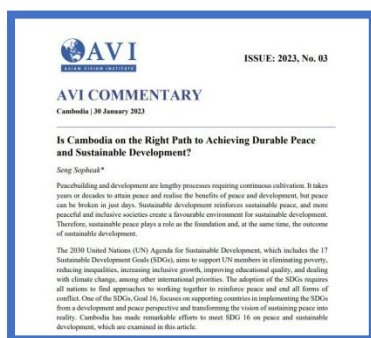 AVI
ASIAN VISION INSTITUTE
ISSUE: 2023, No. 03
AVI COMMENTARY
Cambodia | 30 January 2023
Is Cambodia on the Right Path to Achieving Durable Peace
and Sustainable Development?
Seng Sopheak*
Peacebuilding and development are lengthy processes requiring continuous cultivation. It takes
years or decades to attain peace and realise the benefits of peace and development, but peace
can be broken in just days. Sustainable development reinforces sustainable peace, and more
peaceful and inclusive societies create a favourable environment for sustainable development.
Therefore, sustainable peace plays a role as the foundation and, at the same time, the outcome
of sustainable development.
The 2030 United Nations (UN) Agenda for Sustainable Development, which includes the 17
Sustainable Development Goals (SDGs), aims to support UN members in eliminating poverty,
reducing inequalities, increasing inclusive growth, improving educational quality, and dealing
with climate change, among other international priorities. The adoption of the SDGs requires
all nations to find approaches to working together to reinforce peace and end all forms of
conflict. One of the SDGs, Goal 16, focuses on supporting countries in implementing the SDGs
from a development and peace perspective and transforming the vision of sustaining peace into
reality. Cambodia has made remarkable efforts to meet SDG 16 on peace and sustainable
development, which are examined in this article.